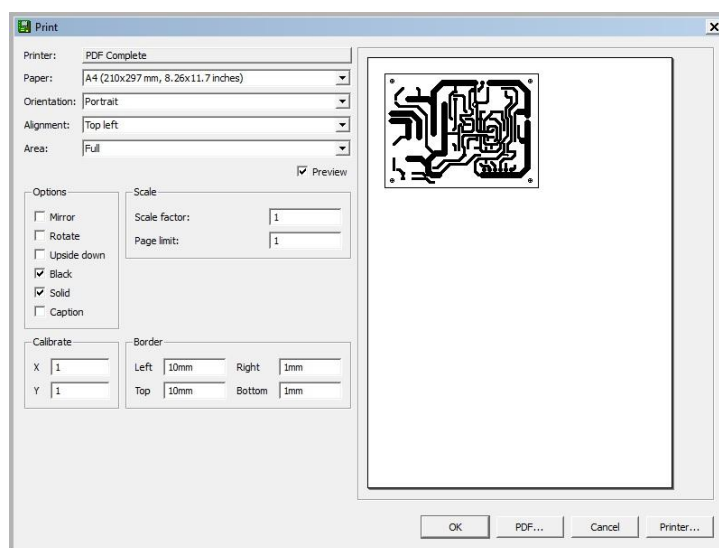 Print
Printer: PDF Complete
Paper: A4 (210x297 mm, 8.26x11.7 inches)
Orientation: Portrait
Alignment: Top left
Area: Full
Preview
Options
Mirror
Rotate
Upside down
Black
Solid
Caption
Scale
Scale factor: 1
Page limit: 1
Calibrate
X 1
Y 1
Border
Left 10mm Right 1mm
Top 10mm Bottom 1mm
OK PDF... Cancel Printer...